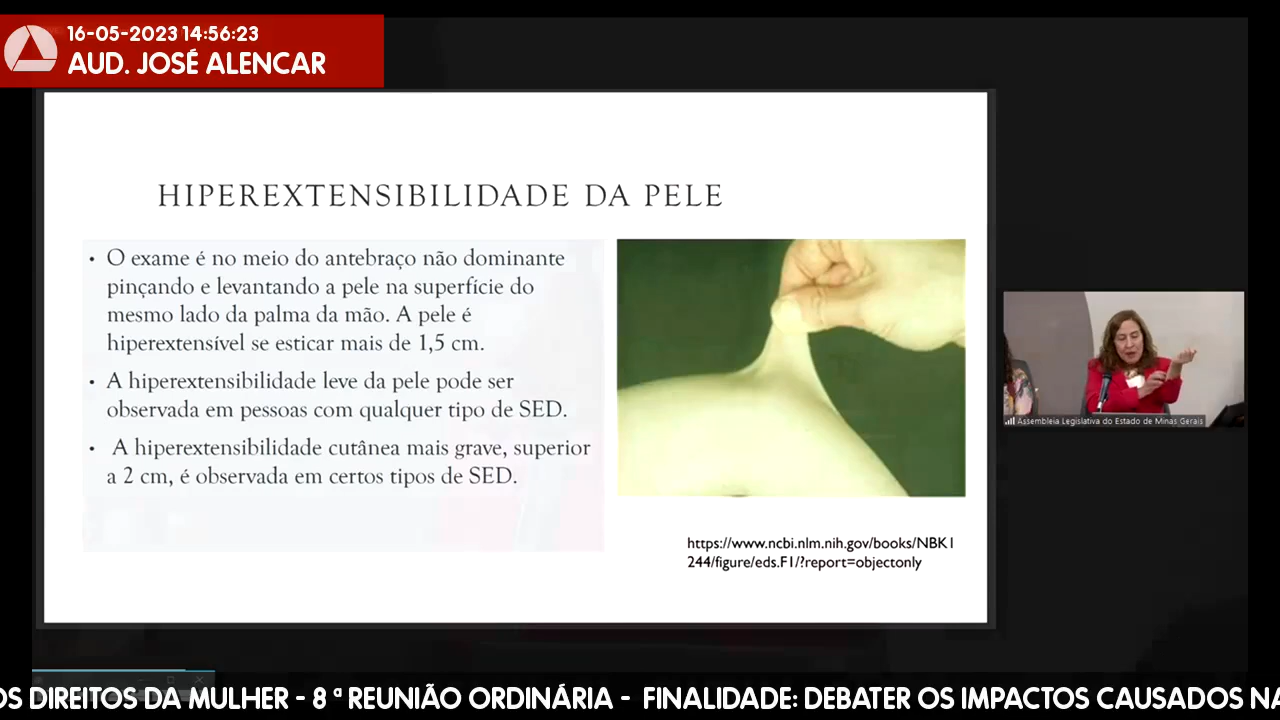 16-05-2023 14:56:23
AUD. JOSÉ ALENCAR
HIPEREXTENSIBILIDADE DA PELE
• O exame é no meio do antebraço não dominante
pinçando e levantando a pele na superfície do
mesmo lado da palma da mão. A pele é
hiperextensível se esticar mais de 1,5 cm.
• A hiperextensibilidade leve da pele pode ser
observada em pessoas com qualquer tipo de SED.
• A hiperextensibilidade cutânea mais grave, superior
a 2 cm, é observada em certos tipos de SED.
https://www.ncbi.nlm.nih.gov/books/NBK1
244/figure/eds.F1/?report=objectonly
Assembleia Legislativa do Estado de Minas Gerais
OS DIREITOS DA MULHER - 8ª REUNIÃO ORDINÁRIA - FINALIDADE: DEBATER OS IMPACTOS CAUSADOS NA